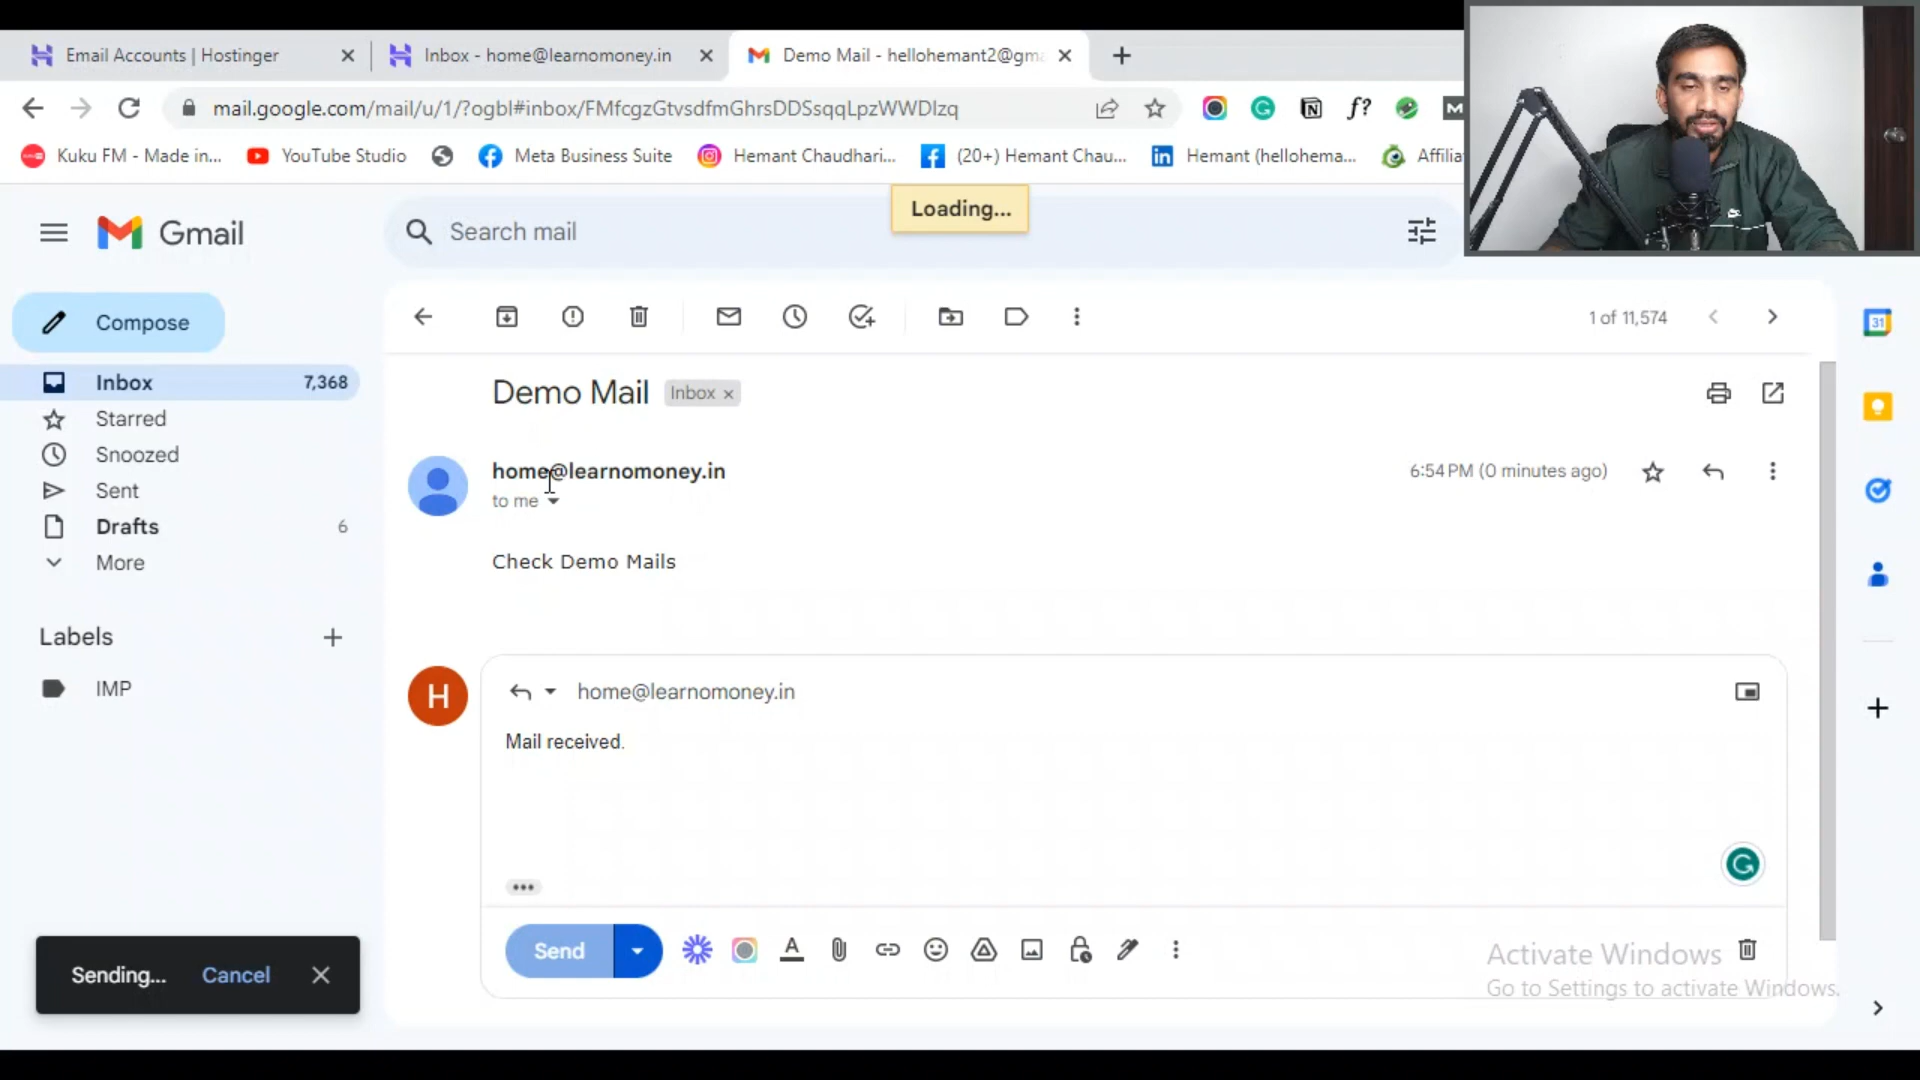 Email Accounts | Hostinger
Inbox - home@learnomoney.in
Demo Mail - hellohemant2@gma
mail.google.com/mail/u/1/?ogbl#inbox/FMfcgzGtvsdfmGhrsDDSsqqLpzWWDlzq
f?
M
Kuku FM - Made in...
YouTube Studio
Meta Business Suite
Hemant Chaudhari...
(20+) Hemant Chau...
Hemant (hellohema...
Affilia
Loading...
Gmail
Search mail
Compose
1 of 11,574
31
Inbox 7,368
Starred
Snoozed
Sent
Drafts 6
More
Labels
IMP
Demo Mail
Inbox ×
home@learnomoney.in
6:54 PM (0 minutes ago)
to me
Check Demo Mails
H
home@learnomoney.in
Mail received.
Send
Sending... Cancel
Activate Windows
Go to Settings to activate Windows.